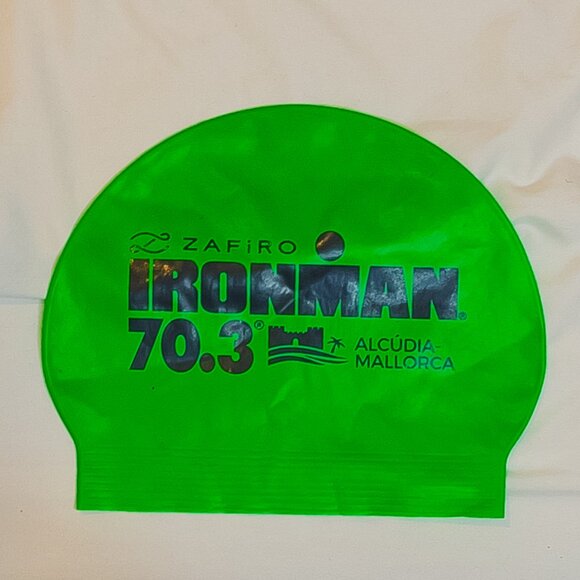 ZAFiRO
IRONMAN®
70.3®
ALCÚDIA-
MALLORCA